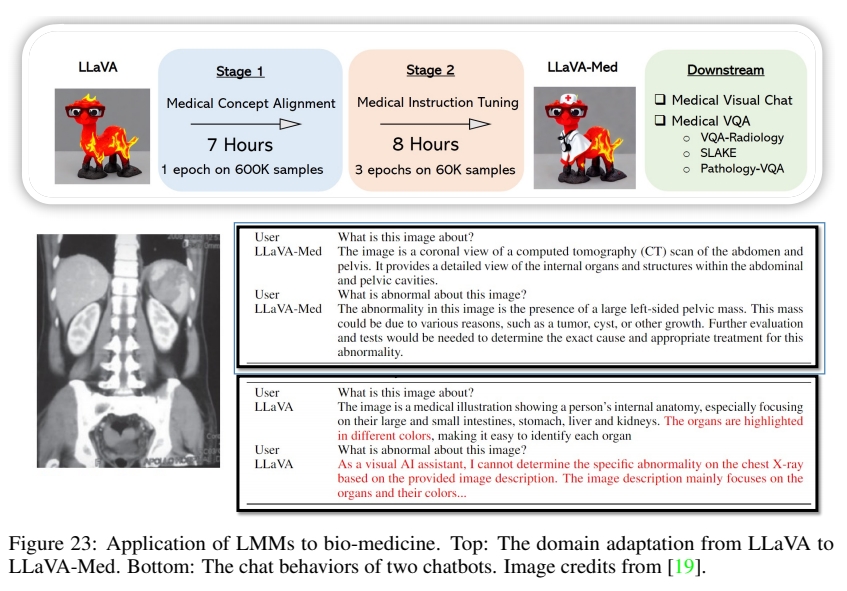 LLaVA
Stage 1
Medical Concept Alignment
7 Hours
1 epoch on 600K samples
Stage 2
Medical Instruction Tuning
8 Hours
3 epochs on 60K samples
LLaVA-Med
Downstream
Medical Visual Chat
Medical VQA
VQA-Radiology
SLAKE
Pathology-VQA
User What is this image about?
LLaVA-Med The image is a coronal view of a computed tomography (CT) scan of the abdomen and
pelvis. It provides a detailed view of the internal organs and structures within the abdominal
and pelvic cavities.
User What is abnormal about this image?
LLaVA-Med The abnormality in this image is the presence of a large left-sided pelvic mass. This mass
could be due to various reasons, such as a tumor, cyst, or other growth. Further evaluation
and tests would be needed to determine the exact cause and appropriate treatment for this
abnormality.
User What is this image about?
LLaVA The image is a medical illustration showing a person's internal anatomy, especially focusing
on their large and small intestines, stomach, liver and kidneys. The organs are highlighted
in different colors, making it easy to identify each organ
User What is abnormal about this image?
LLaVA As a visual AI assistant, I cannot determine the specific abnormality on the chest X-ray
based on the provided image description. The image description mainly focuses on the
organs and their colors...
Figure 23: Application of LMMs to bio-medicine. Top: The domain adaptation from LLaVA to
LLaVA-Med. Bottom: The chat behaviors of two chatbots. Image credits from [19].